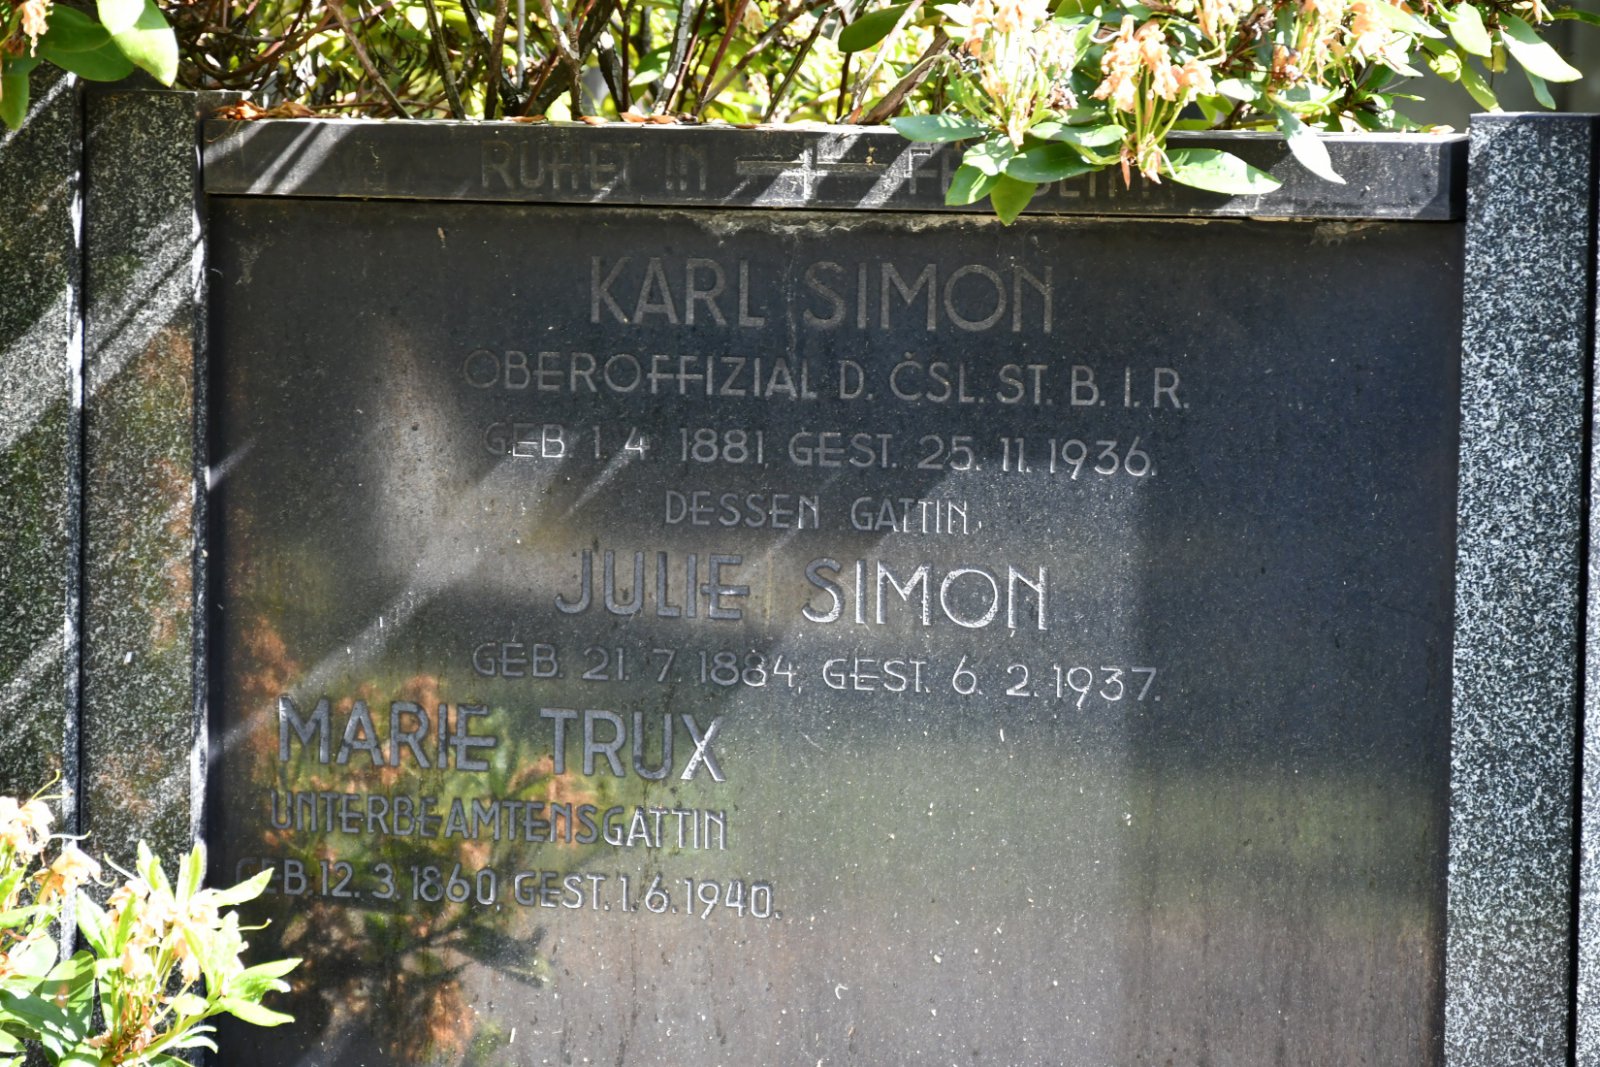 RUHET IN
KARL SIMON
OBEROFFIZIAL D. ČSL. ST. B. I. R.
GEB. 1. 4. 1881, GEST. 25. 11. 1936.
DESSEN GATTIN
JULIE SIMON
GEB. 21. 7. 1884, GEST. 6. 2. 1937.
MARIE TRUX
UNTERBEAMTENSGATTIN
GEB. 12. 3. 1860, GEST. 1. 6. 1940.